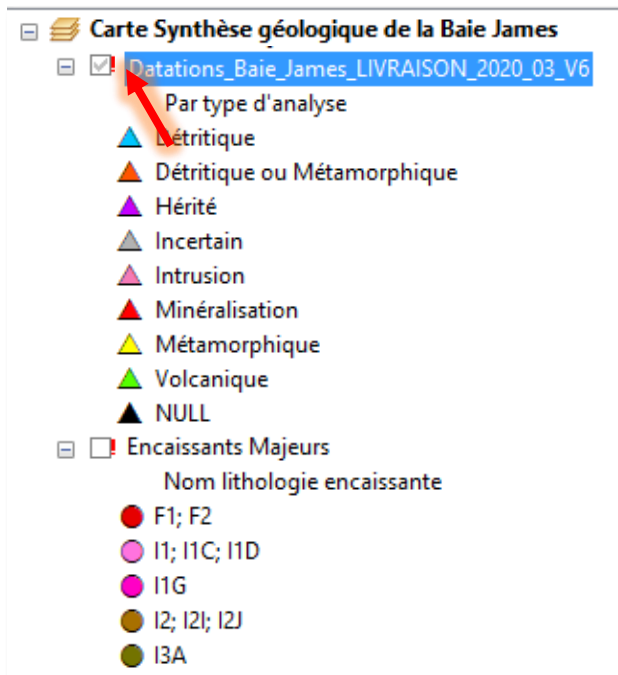 Carte Synthèse géologique de la Baie James
Datations_Baie_James_LIVRAISON_2020_03_V6
Par type d'analyse
Détritique
Détritique ou Métamorphique
Hérité
Incertain
Intrusion
Minéralisation
Métamorphique
Volcanique
NULL
Encaissants Majeurs
Nom lithologie encaissante
F1; F2
I1; I1C; I1D
I1G
I2; I2I; I2J
I3A